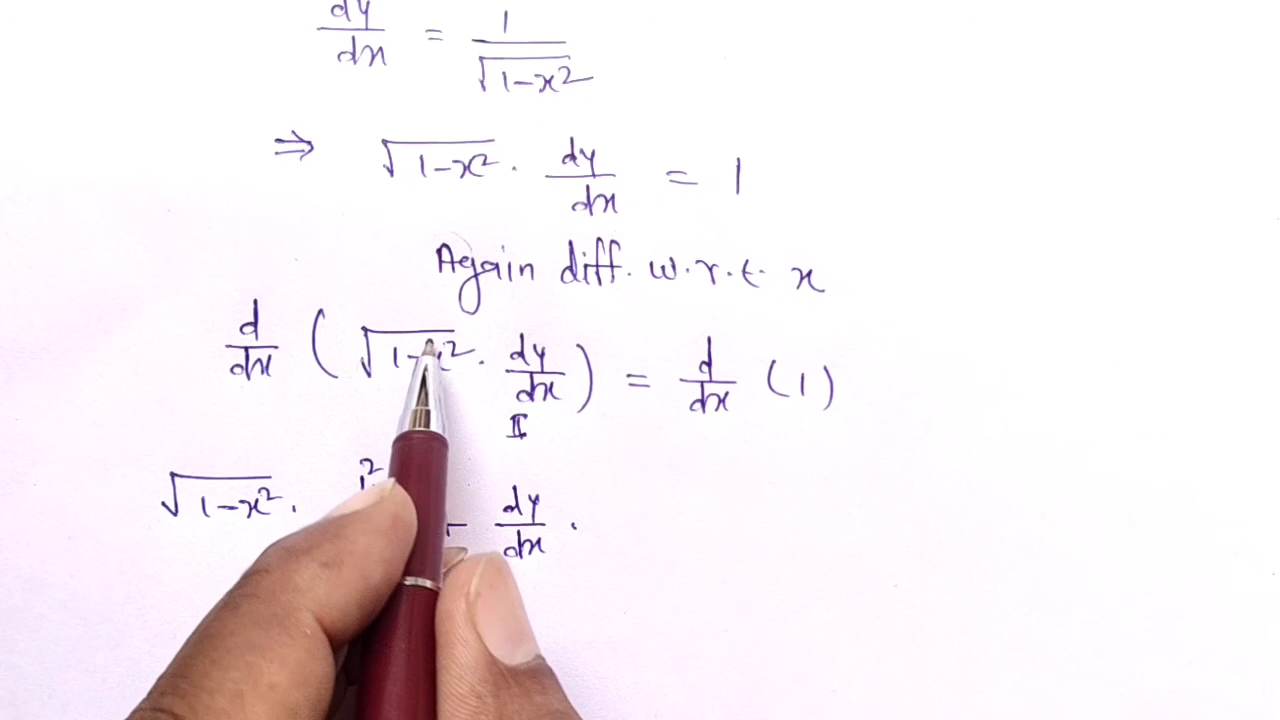 dy/dx = 1/√(1-x²)
⇒ √(1-x²) . dy/dx = 1
Again diff. w.r.t. x
d/dx (√(1-x²) . dy/dx) = d/dx (1)
II
√(1-x²) . dy/dx .